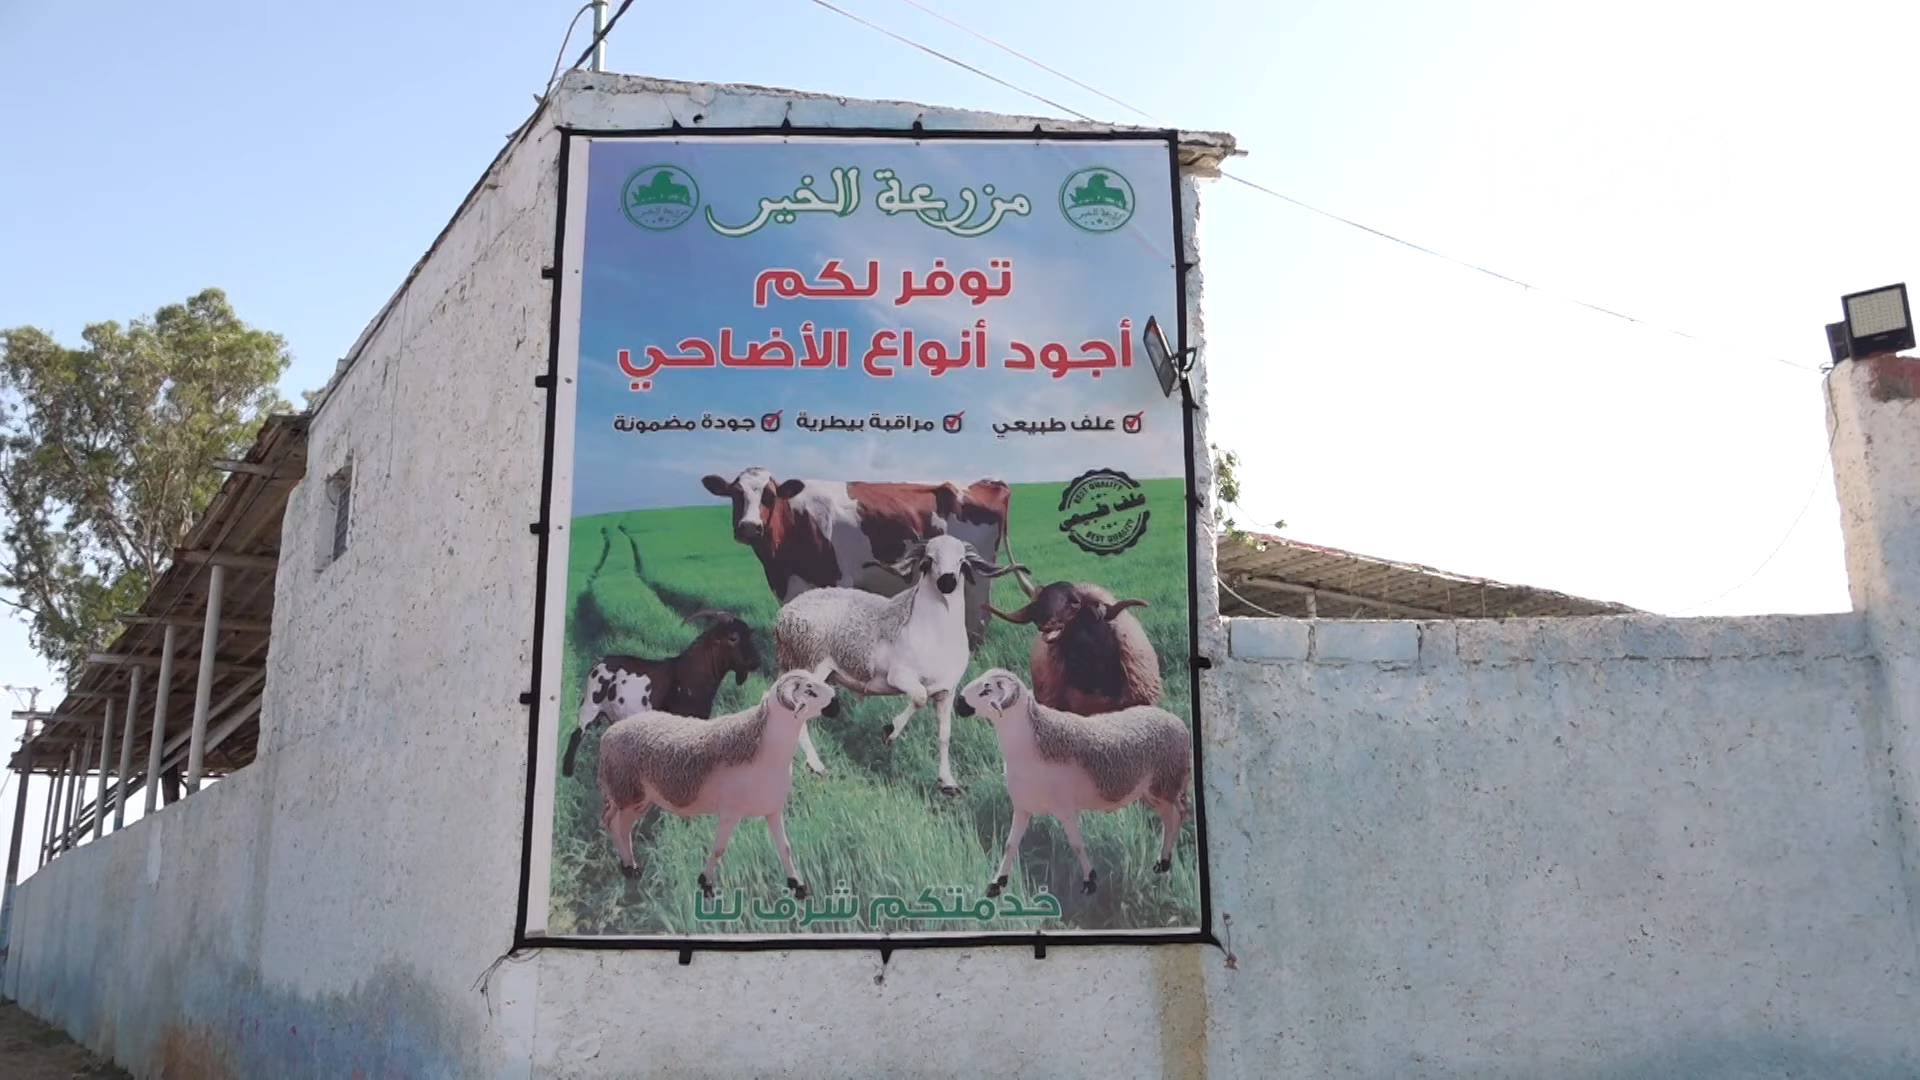 مزرعة الخير
توفر لكم
أجود أنواع الأضاحي
علف طبيعي مراقبة بيطرية جودة مضمونة
BEST QUALITY
علف طبيعي
BEST QUALITY
خدمتكم شرف لنا